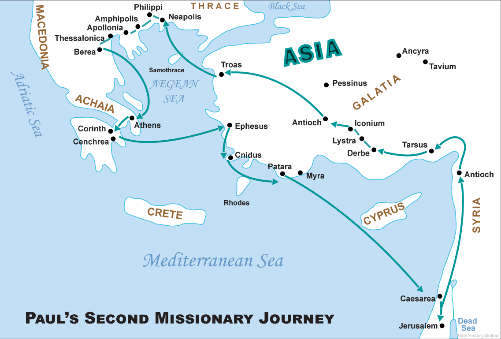 Philippi
THRACE
Black Sea
Amphipolis
Neapolis
Apollonia
Thessalonica
MACEDONIA
Berea
ASIA
Ancyra
Tavium
Troas
Samothrace
AEGEAN
SEA
Pessinus
GALATIA
Adriatic Sea
ACHAIA
Athens
Corinth
Cenchrea
Ephesus
Antioch
Iconium
Lystra
Derbe
Tarsus
Cnidus
Patara
Myra
Antioch
Rhodes
CRETE
CYPRUS
SYRIA
Mediterranean Sea
Caesarea
PAUL'S SECOND MISSIONARY JOURNEY
Jerusalem
Dead
Sea